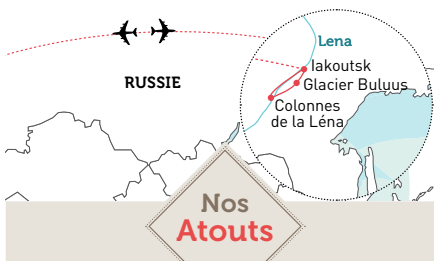 Lena
Iakoutsk
RUSSIE
Glacier Buluus
Colonnes
de la Léna
Nos
Atouts